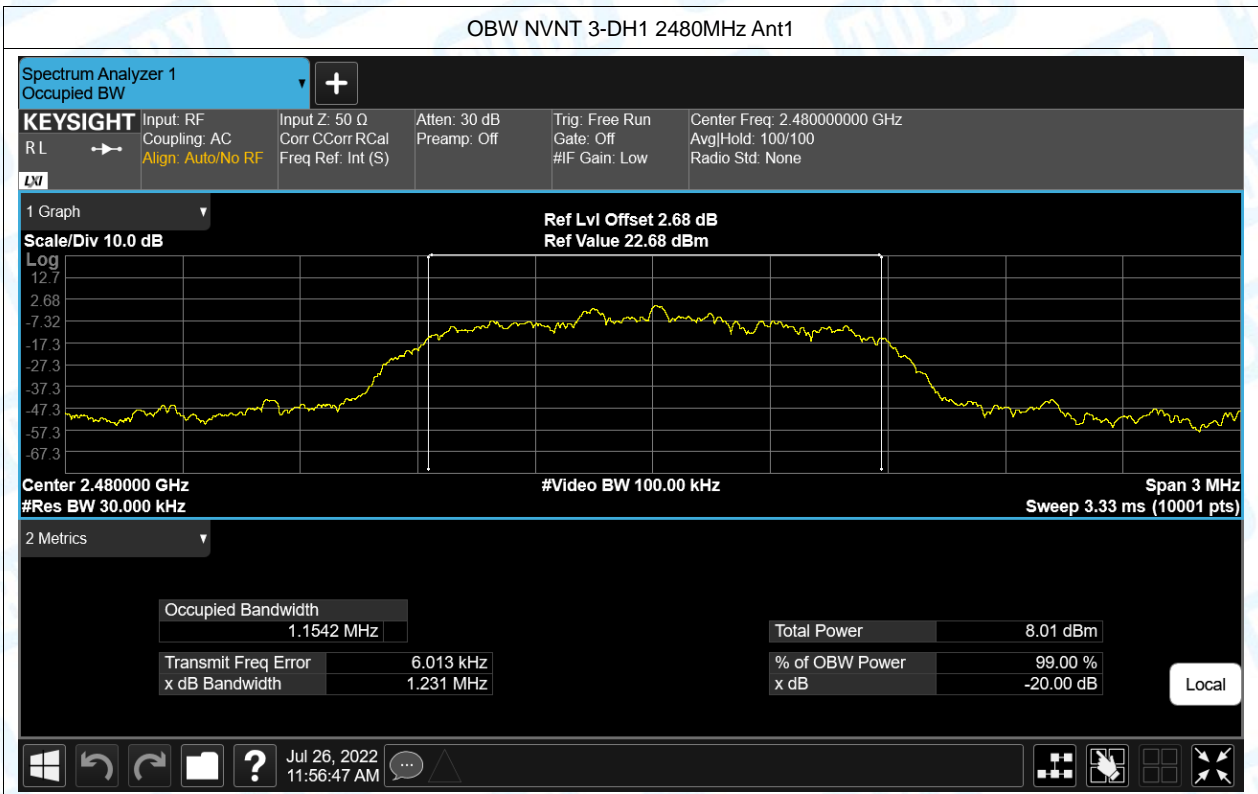 OBW NVNT 3-DH1 2480MHz Ant1
Spectrum Analyzer 1
Occupied BW
KEYSIGHT
R L
LXI
Input: RF
Coupling: AC
Align: Auto/No RF
Input Z: 50 Ω
Corr CCorr RCal
Freq Ref: Int (S)
Atten: 30 dB
Preamp: Off
Trig: Free Run
Gate: Off
#IF Gain: Low
Center Freq: 2.480000000 GHz
Avg|Hold: 100/100
Radio Std: None
1 Graph
Scale/Div 10.0 dB
Ref Lvl Offset 2.68 dB
Ref Value 22.68 dBm
Log
12.7
2.68
-7.32
-17.3
-27.3
-37.3
-47.3
-57.3
-67.3
Center 2.480000 GHz
#Video BW 100.00 kHz
Span 3 MHz
#Res BW 30.000 kHz
Sweep 3.33 ms (10001 pts)
2 Metrics
Occupied Bandwidth
1.1542 MHz
Total Power 8.01 dBm
Transmit Freq Error 6.013 kHz
% of OBW Power 99.00 %
x dB Bandwidth 1.231 MHz
x dB -20.00 dB
Local
Jul 26, 2022
11:56:47 AM